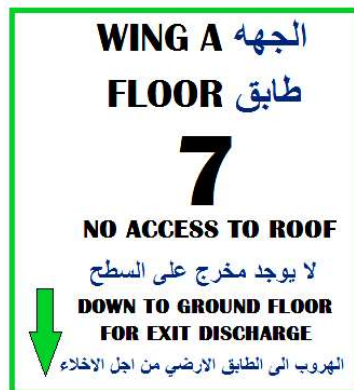 WING A الجهه
FLOOR طابق
7
NO ACCESS TO ROOF
لا يوجد مخرج على السطح
DOWN TO GROUND FLOOR
FOR EXIT DISCHARGE
الهروب الى الطابق الارضي من اجل الاخلاء